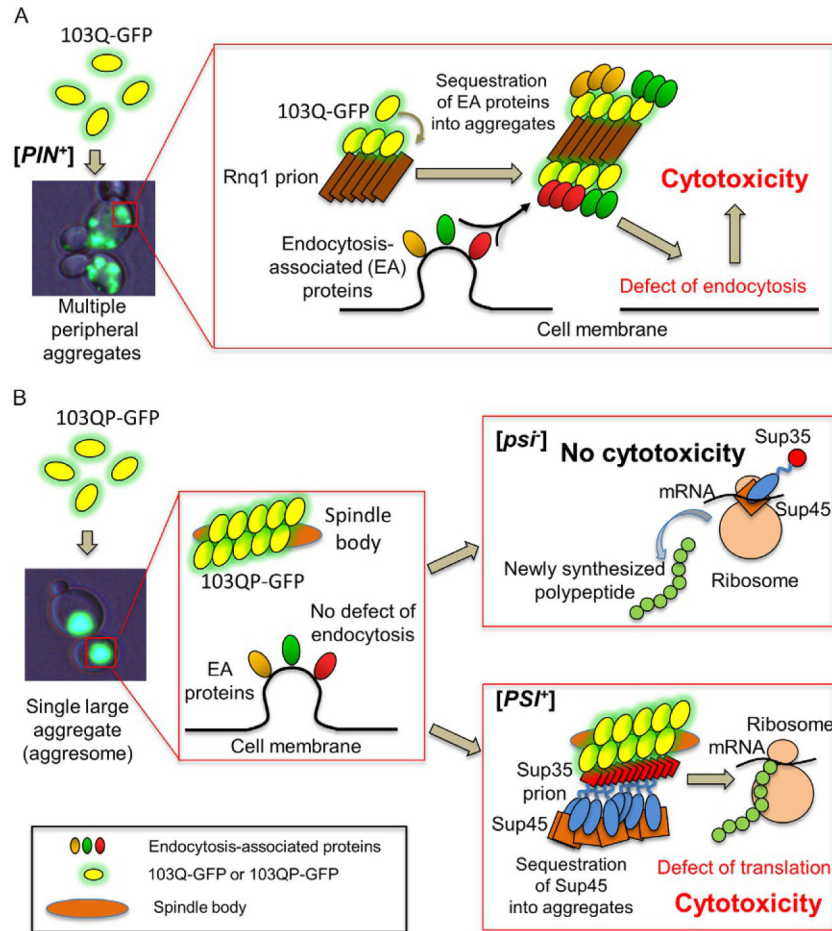 A
103Q-GFP
[PIN⁺]
Multiple
peripheral
aggregates
103Q-GFP
Sequestration
of EA proteins
into aggregates
Rnq1 prion
Cytotoxicity
Endocytosis-
associated (EA)
proteins
Defect of endocytosis
Cell membrane
B
103QP-GFP
Single large
aggregate
(aggresome)
Spindle
body
103QP-GFP
No defect of
endocytosis
EA
proteins
Cell membrane
[psi⁻]
No cytotoxicity
Sup35
mRNA
Sup45
Newly synthesized
polypeptide
Ribosome
[PSI⁺]
Ribosome
mRNA
Sup35
prion
Sup45
Sequestration
of Sup45
into aggregates
Defect of translation
Cytotoxicity
Endocytosis-associated proteins
103Q-GFP or 103QP-GFP
Spindle body